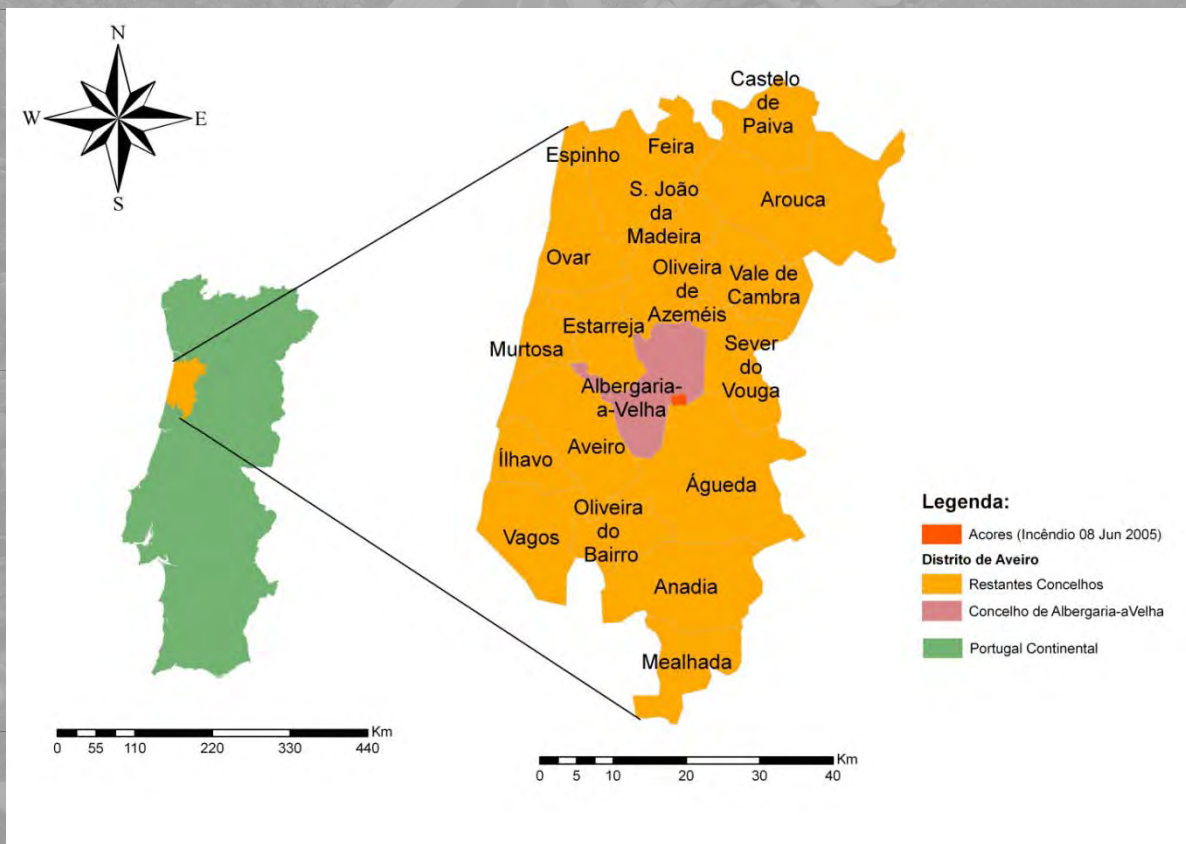 N
W
E
S
Castelo
de
Paiva
Espinho
Feira
S. João
da
Madeira
Arouca
Ovar
Oliveira
de
Azeméis
Vale de
Cambra
Estarreja
Murtosa
Sever
do
Vouga
Albergaria-
a-Velha
Aveiro
Ílhavo
Águeda
Oliveira
do
Bairro
Vagos
Anadia
Mealhada
Legenda:
Acores (Incêndio 08 Jun 2005)
Distrito de Aveiro
Restantes Concelhos
Concelho de Albergaria-aVelha
Portugal Continental
Km
0 55 110 220 330 440
Km
0 5 10 20 30 40